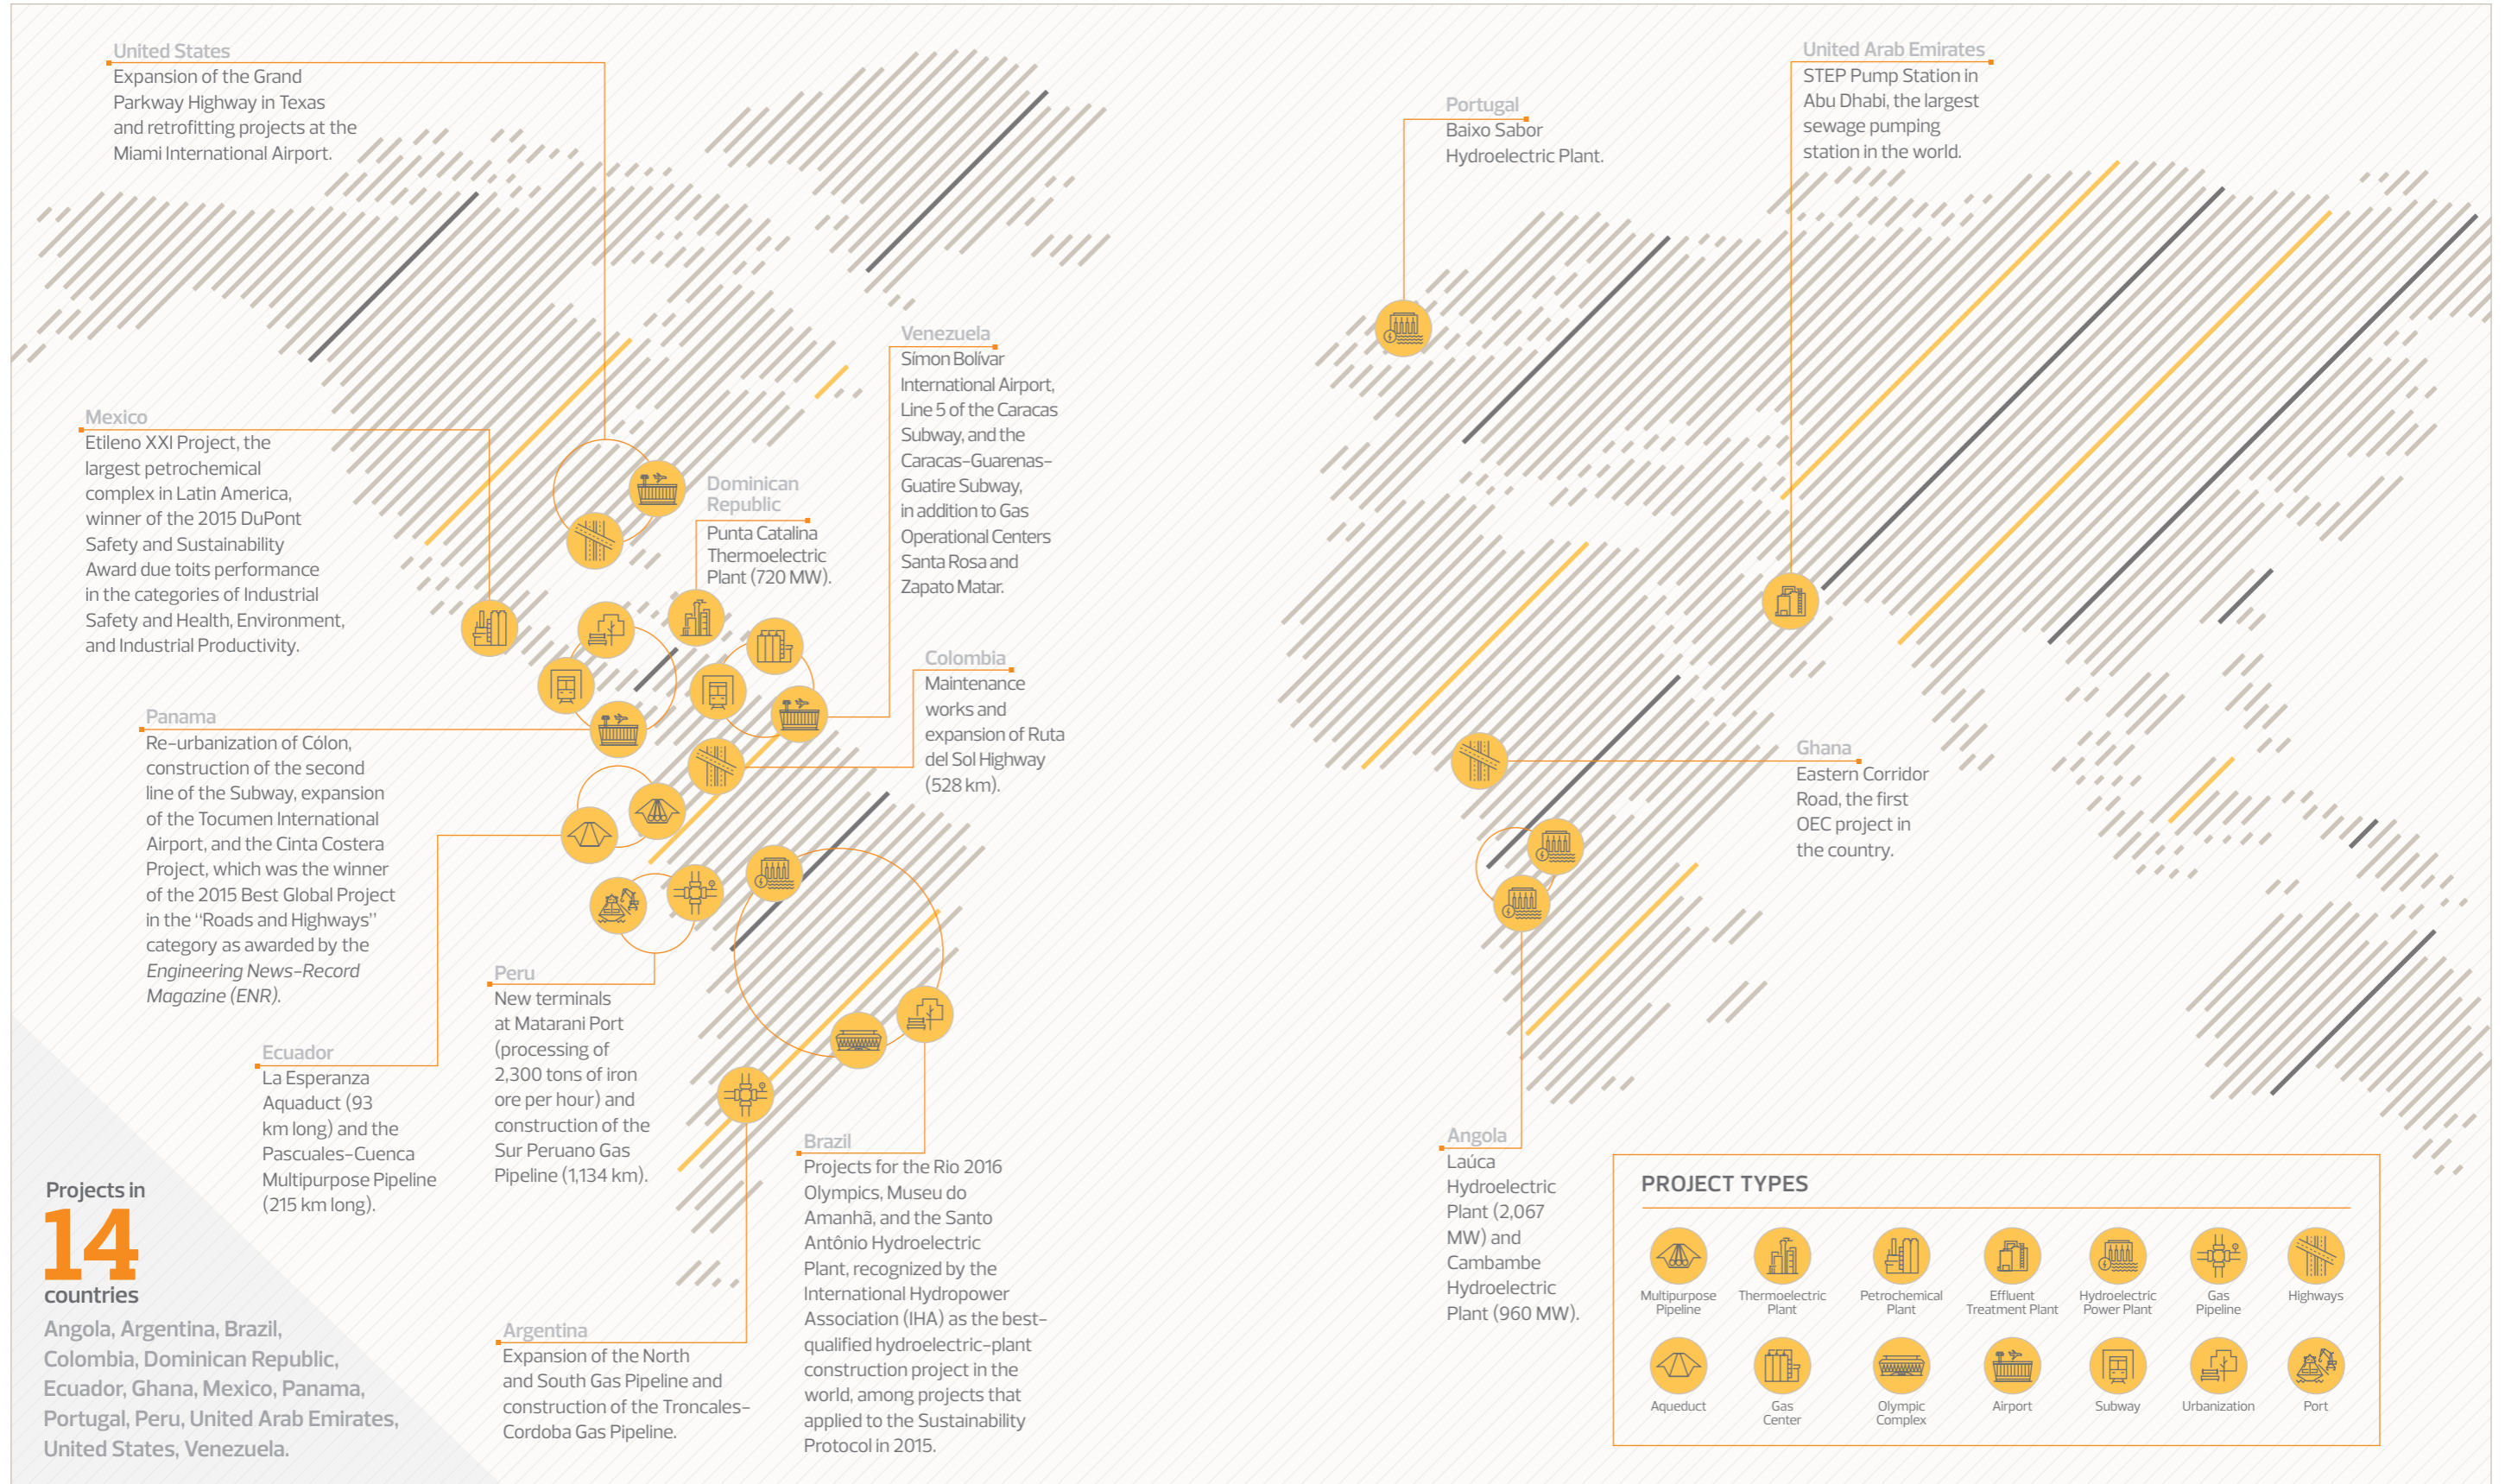 United States
Expansion of the Grand
Parkway Highway in Texas
and retrofitting projects at the
Miami International Airport.
Mexico
Etileno XXI Project, the
largest petrochemical
complex in Latin America,
winner of the 2015 DuPont
Safety and Sustainability
Award due toits performance
in the categories of Industrial
Safety and Health, Environment,
and Industrial Productivity.
Dominican
Republic
Punta Catalina
Thermoelectric
Plant (720 MW).
Venezuela
Símon Bolívar
International Airport,
Line 5 of the Caracas
Subway, and the
Caracas-Guarenas-
Guatire Subway,
in addition to Gas
Operational Centers
Santa Rosa and
Zapato Matar.
Colombia
Maintenance
works and
expansion of Ruta
del Sol Highway
(528 km).
Panama
Re-urbanization of Cólon,
construction of the second
line of the Subway, expansion
of the Tocumen International
Airport, and the Cinta Costera
Project, which was the winner
of the 2015 Best Global Project
in the “Roads and Highways”
category as awarded by the
Engineering News-Record
Magazine (ENR).
Ecuador
La Esperanza
Aquaduct (93
km long) and the
Pascuales-Cuenca
Multipurpose Pipeline
(215 km long).
Peru
New terminals
at Matarani Port
(processing of
2,300 tons of iron
ore per hour) and
construction of the
Sur Peruano Gas
Pipeline (1,134 km).
Argentina
Expansion of the North
and South Gas Pipeline and
construction of the Troncales-
Cordoba Gas Pipeline.
Brazil
Projects for the Rio 2016
Olympics, Museu do
Amanhã, and the Santo
Antônio Hydroelectric
Plant, recognized by the
International Hydropower
Association (IHA) as the best-
qualified hydroelectric-plant
construction project in the
world, among projects that
applied to the Sustainability
Protocol in 2015.
Projects in
14
countries
Angola, Argentina, Brazil,
Colombia, Dominican Republic,
Ecuador, Ghana, Mexico, Panama,
Portugal, Peru, United Arab Emirates,
United States, Venezuela.
Portugal
Baixo Sabor
Hydroelectric Plant.
United Arab Emirates
STEP Pump Station in
Abu Dhabi, the largest
sewage pumping
station in the world.
Ghana
Eastern Corridor
Road, the first
OEC project in
the country.
Angola
Laúca
Hydroelectric
Plant (2,067
MW) and
Cambambe
Hydroelectric
Plant (960 MW).
PROJECT TYPES
Multipurpose
Pipeline
Thermoelectric
Plant
Petrochemical
Plant
Effluent
Treatment Plant
Hydroelectric
Power Plant
Gas
Pipeline
Highways
Aqueduct
Gas
Center
Olympic
Complex
Airport
Subway
Urbanization
Port